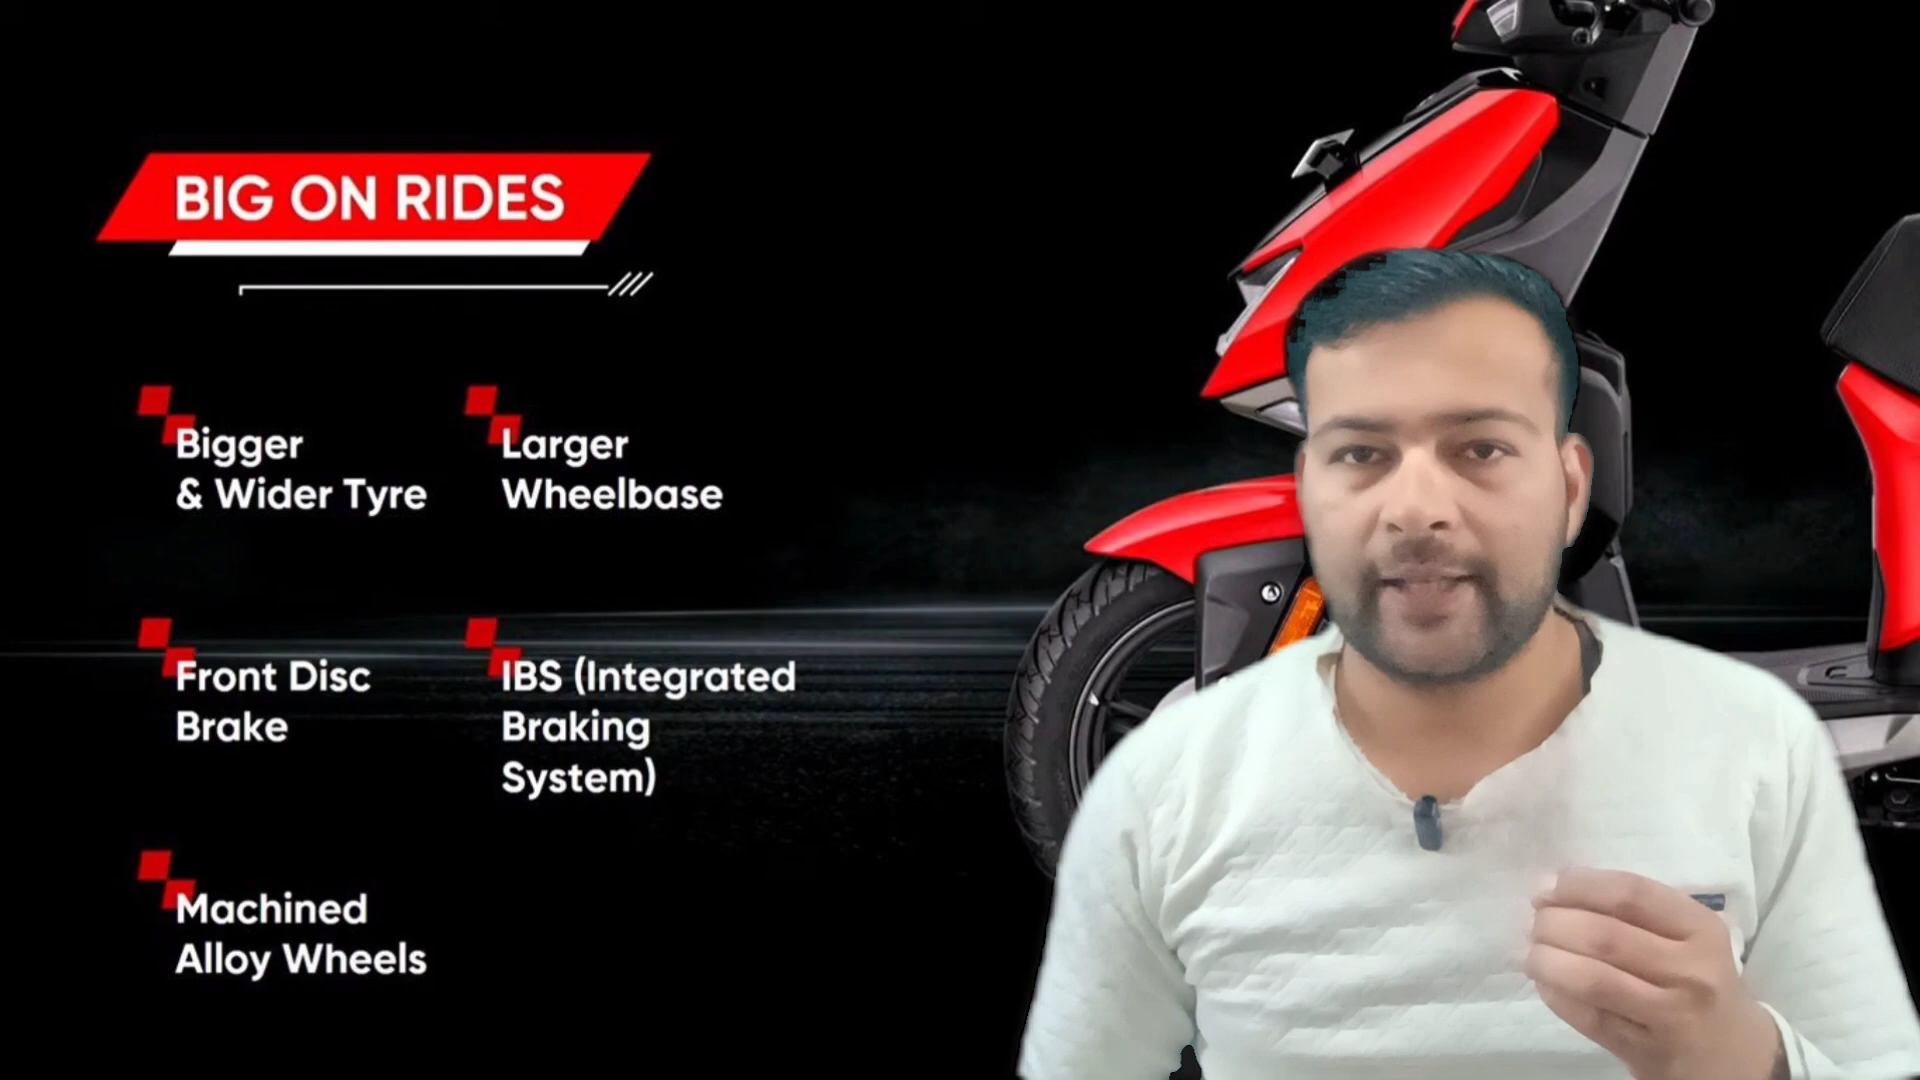 BIG ON RIDES
Bigger
& Wider Tyre
Larger
Wheelbase
Front Disc
Brake
IBS (Integrated
Braking
System)
Machined
Alloy Wheels